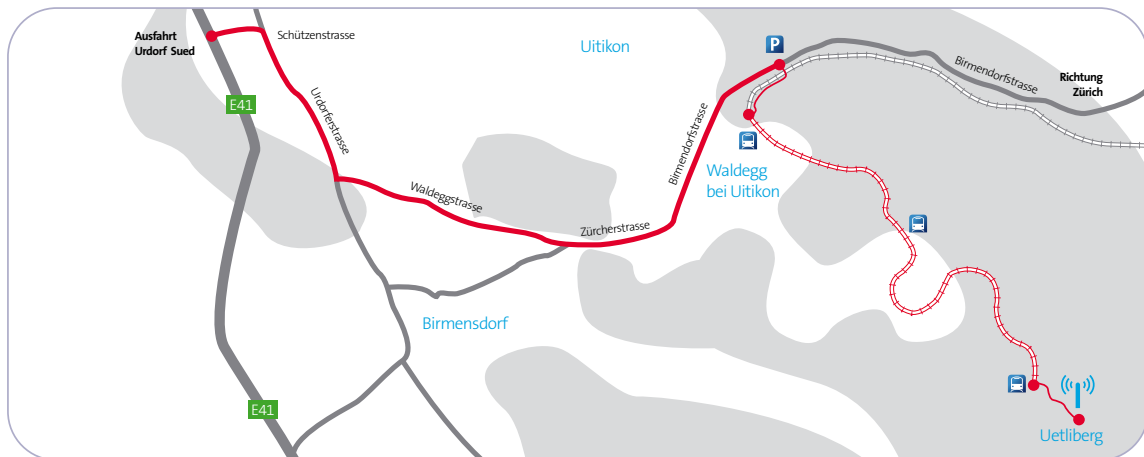 Ausfahrt
Urdorf Sued
Schützenstrasse
Uitikon
P
Birmendorfstrasse
Richtung
Zürich
E41
Urdorferstrasse
Birmendorfstrasse
Waldegg
bei Uitikon
Waldeggstrasse
Zürcherstrasse
Birmensdorf
E41
Uetliberg